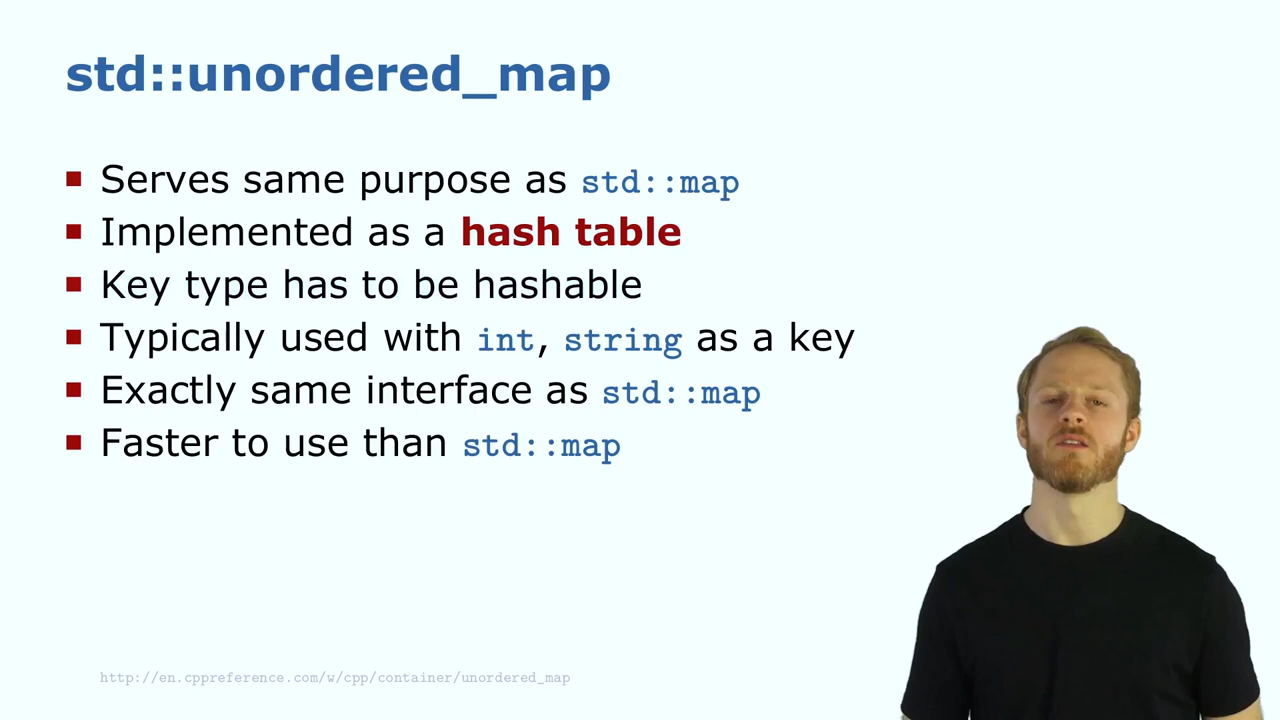 std::unordered_map
Serves same purpose as std::map
Implemented as a hash table
Key type has to be hashable
Typically used with int, string as a key
Exactly same interface as std::map
Faster to use than std::map
http://en.cppreference.com/w/cpp/container/unordered_map